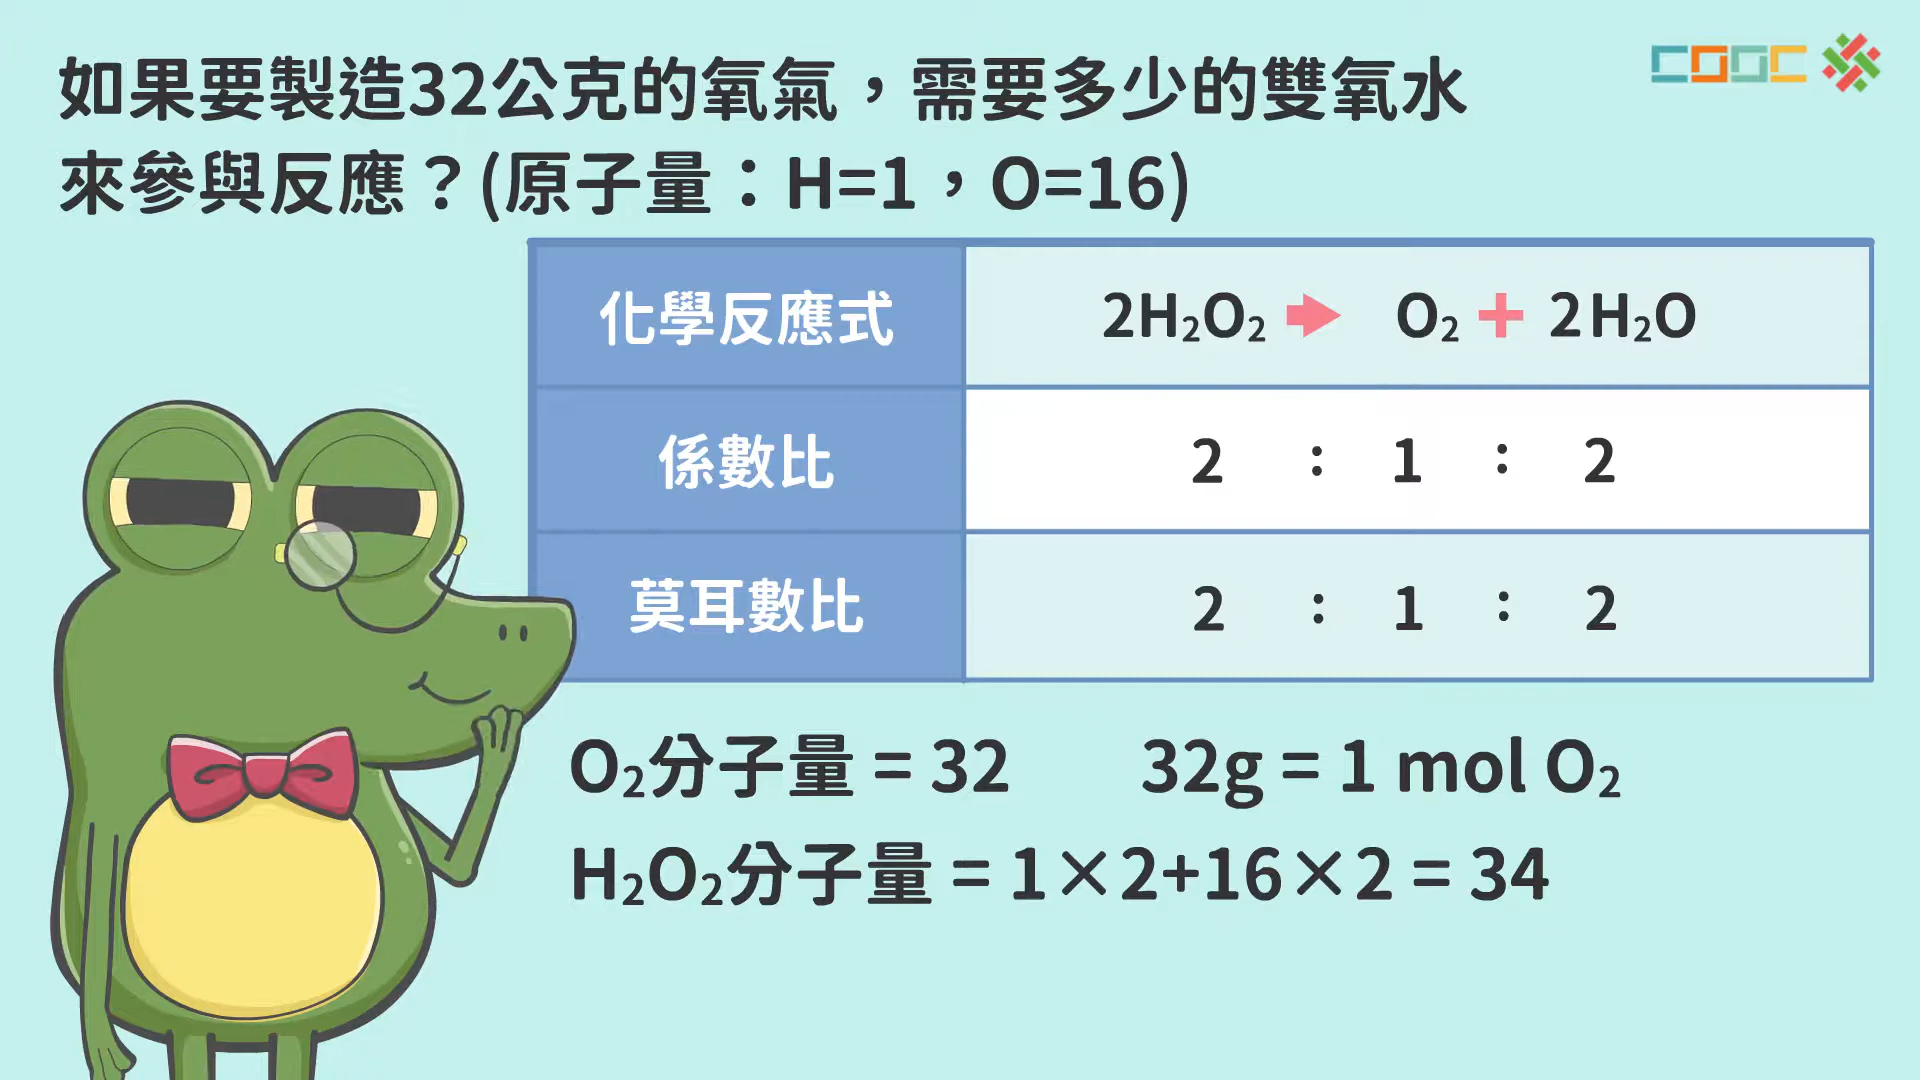 如果要製造32公克的氧氣，需要多少的雙氧水
來參與反應？(原子量：H=1，O=16)
COOC
化學反應式 2H₂O₂ → O₂ + 2H₂O
係數比 2 : 1 : 2
莫耳數比 2 : 1 : 2
O₂分子量 = 32 32g = 1 mol O₂
H₂O₂分子量 = 1×2+16×2 = 34